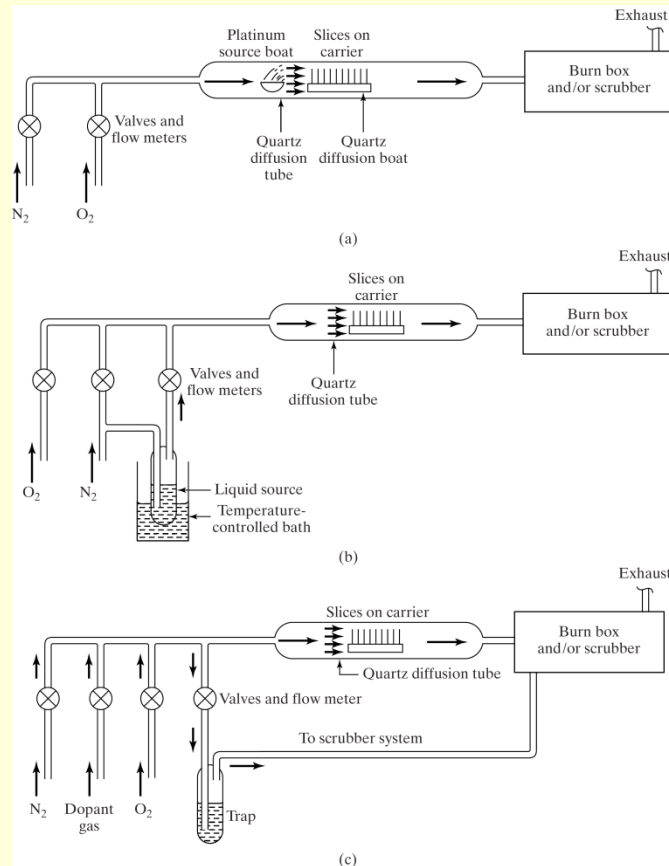 Exhaust
Platinum
source boat
Slices on
carrier
Burn box
and/or scrubber
Valves and
flow meters
Quartz
diffusion
tube
Quartz
diffusion boat
N₂
O₂
(a)
Exhaust
Slices on
carrier
Burn box
and/or scrubber
Valves and
flow meters
Quartz
diffusion tube
O₂
N₂
Liquid source
Temperature-
controlled bath
(b)
Exhaust
Slices on carrier
Burn box
and/or scrubber
Quartz diffusion tube
Valves and flow meter
To scrubber system
N₂
Dopant
gas
O₂
Trap
(c)